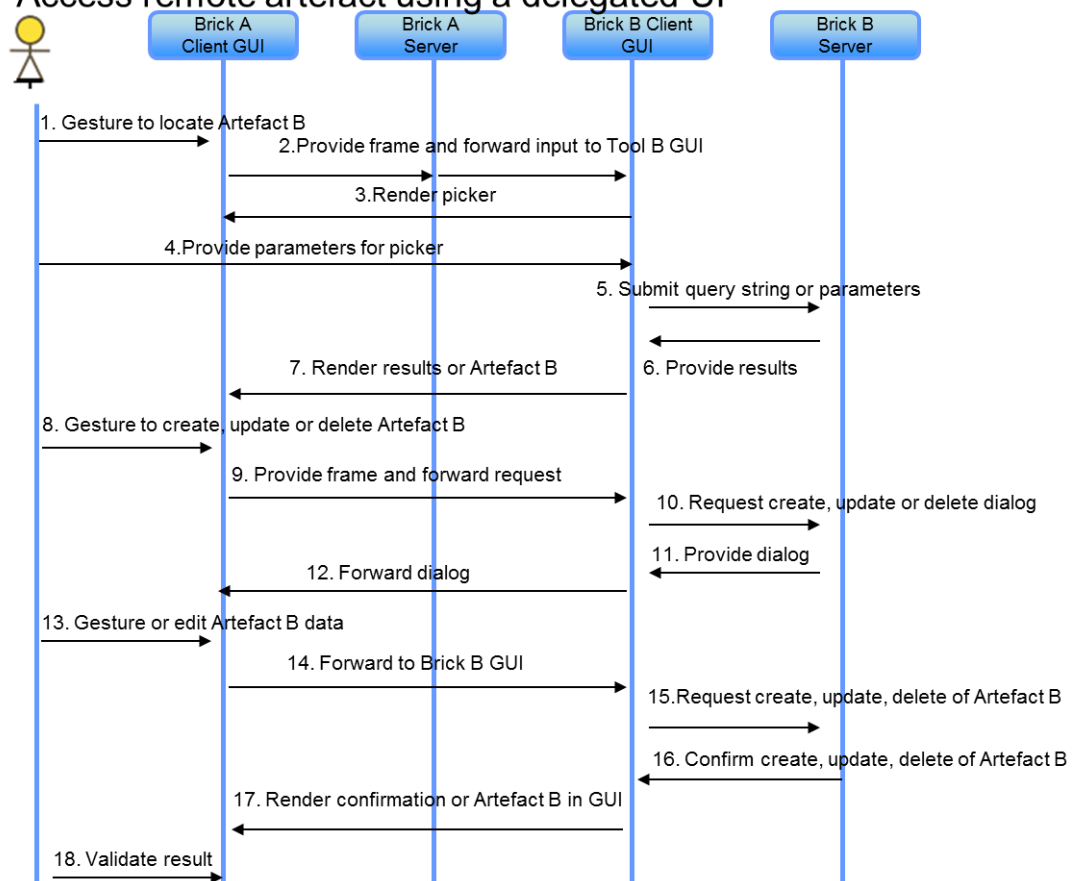 Access remote artefact using a delegated UI
Brick A
Client GUI
Brick A
Server
Brick B Client
GUI
Brick B
Server
1. Gesture to locate Artefact B
2.Provide frame and forward input to Tool B GUI
3.Render picker
4.Provide parameters for picker
5. Submit query string or parameters
7. Render results or Artefact B
6. Provide results
8. Gesture to create, update or delete Artefact B
9. Provide frame and forward request
10. Request create, update or delete dialog
11. Provide dialog
12. Forward dialog
13. Gesture or edit Artefact B data
14. Forward to Brick B GUI
15.Request create, update, delete of Artefact B
16. Confirm create, update, delete of Artefact B
17. Render confirmation or Artefact B in GUI
18. Validate result